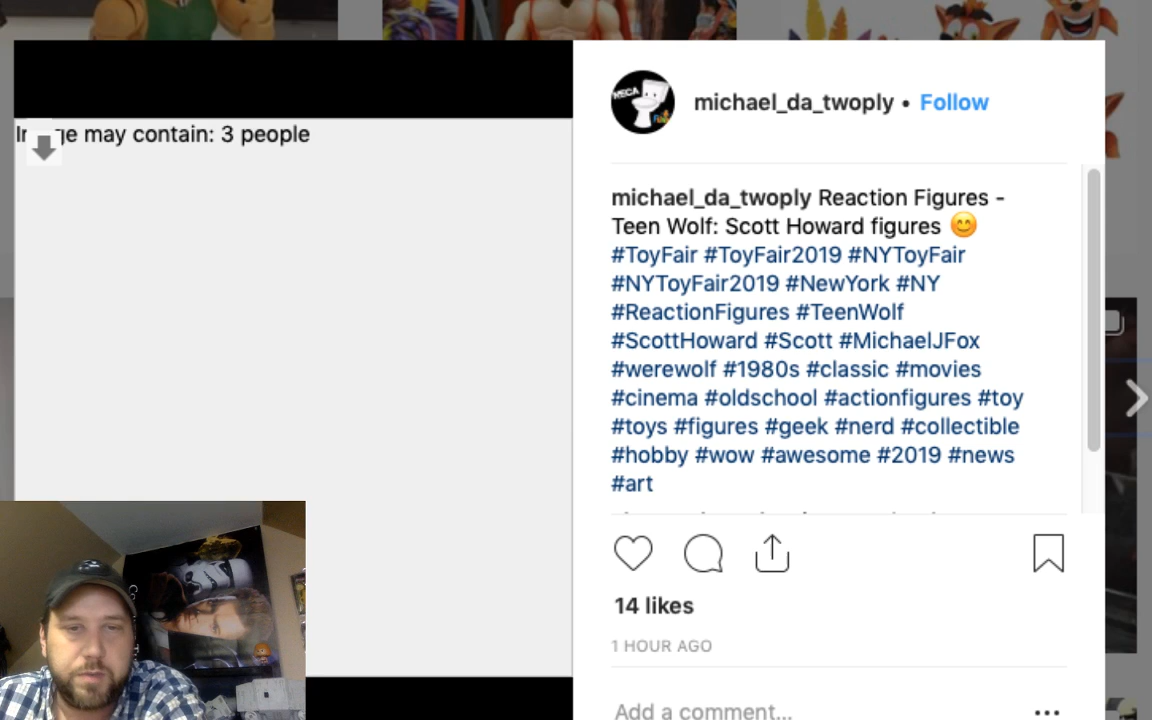 Image may contain: 3 people
NECA
michael_da_twoply • Follow
michael_da_twoply Reaction Figures -
Teen Wolf: Scott Howard figures 😊
#ToyFair #ToyFair2019 #NYToyFair
#NYToyFair2019 #NewYork #NY
#ReactionFigures #TeenWolf
#ScottHoward #Scott #MichaelJFox
#werewolf #1980s #classic #movies
#cinema #oldschool #actionfigures #toy
#toys #figures #geek #nerd #collectible
#hobby #wow #awesome #2019 #news
#art
14 likes
1 HOUR AGO
Add a comment...